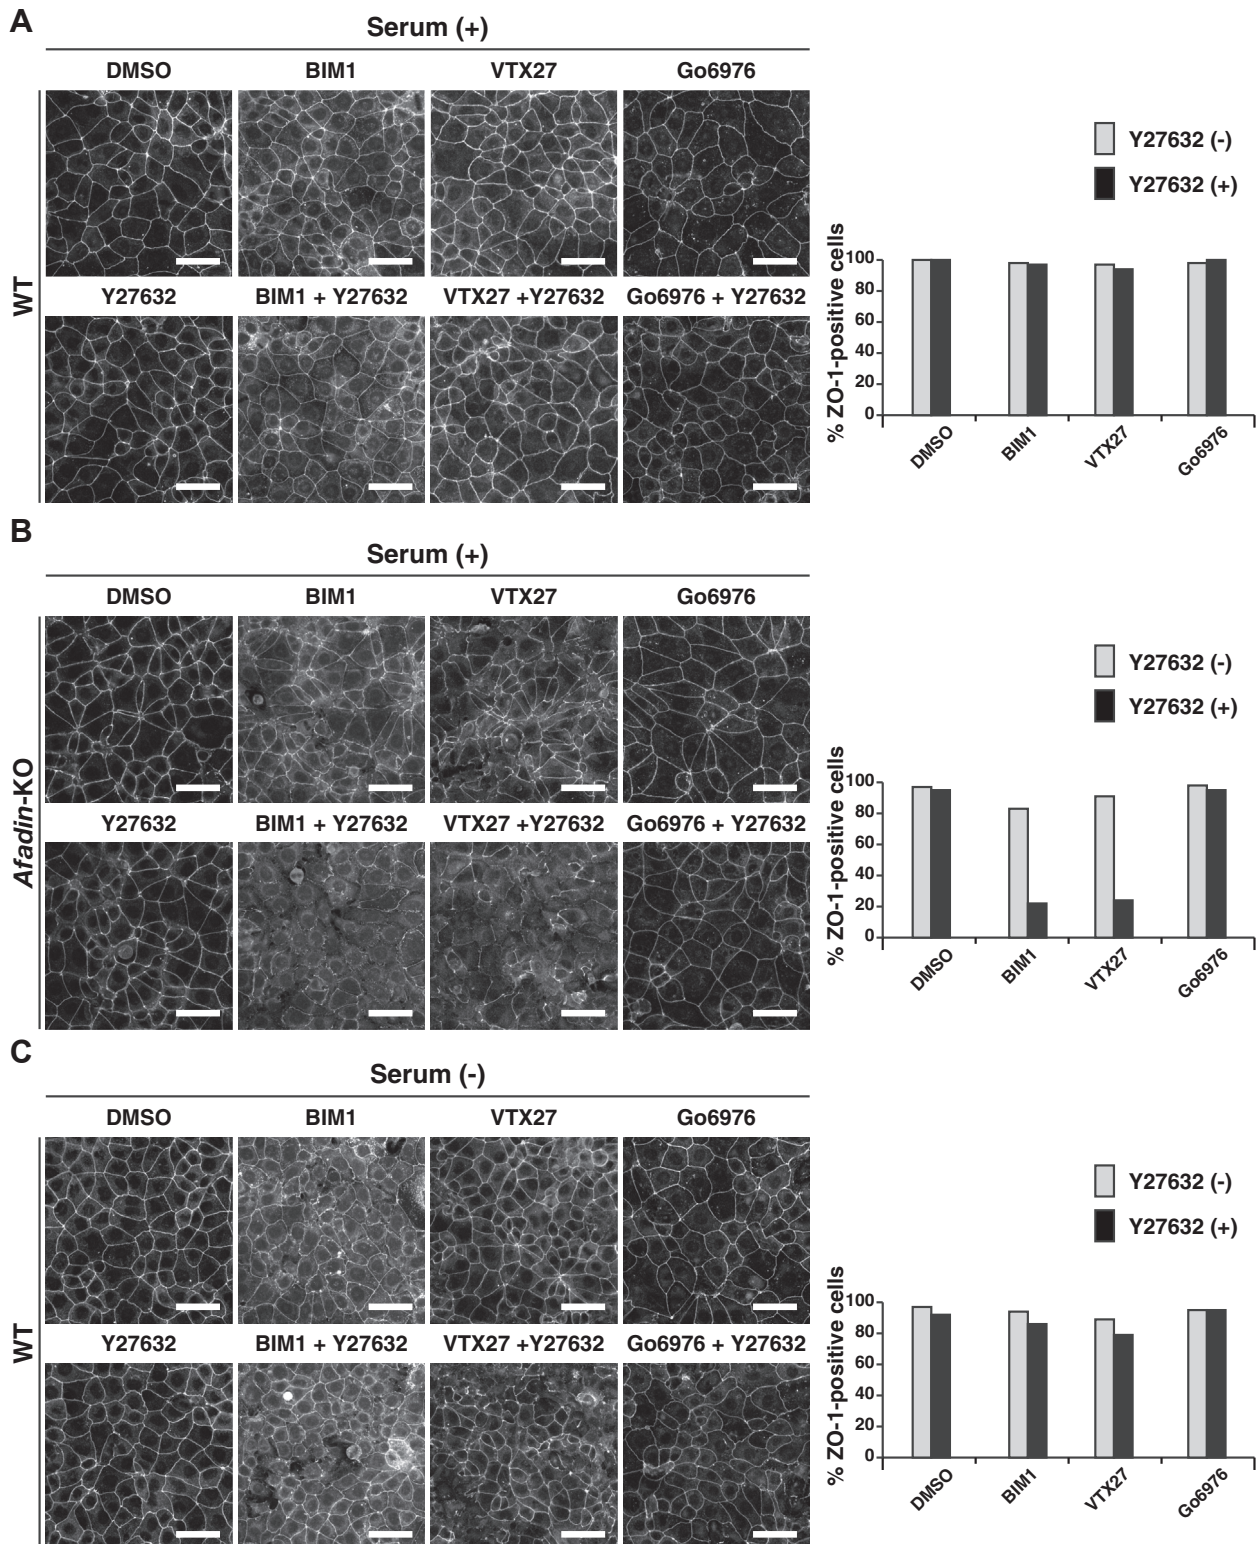 A
Serum (+)
DMSO BIM1 VTX27 Go6976
WT
Y27632 BIM1 + Y27632 VTX27 +Y27632 Go6976 + Y27632
Y27632 (-)
Y27632 (+)
% ZO-1-positive cells
100
80
60
40
20
0
DMSO BIM1 VTX27 Go6976
B
Serum (+)
DMSO BIM1 VTX27 Go6976
Afadin-KO
Y27632 BIM1 + Y27632 VTX27 +Y27632 Go6976 + Y27632
Y27632 (-)
Y27632 (+)
% ZO-1-positive cells
100
80
60
40
20
0
DMSO BIM1 VTX27 Go6976
C
Serum (-)
DMSO BIM1 VTX27 Go6976
WT
Y27632 BIM1 + Y27632 VTX27 +Y27632 Go6976 + Y27632
Y27632 (-)
Y27632 (+)
% ZO-1-positive cells
100
80
60
40
20
0
DMSO BIM1 VTX27 Go6976